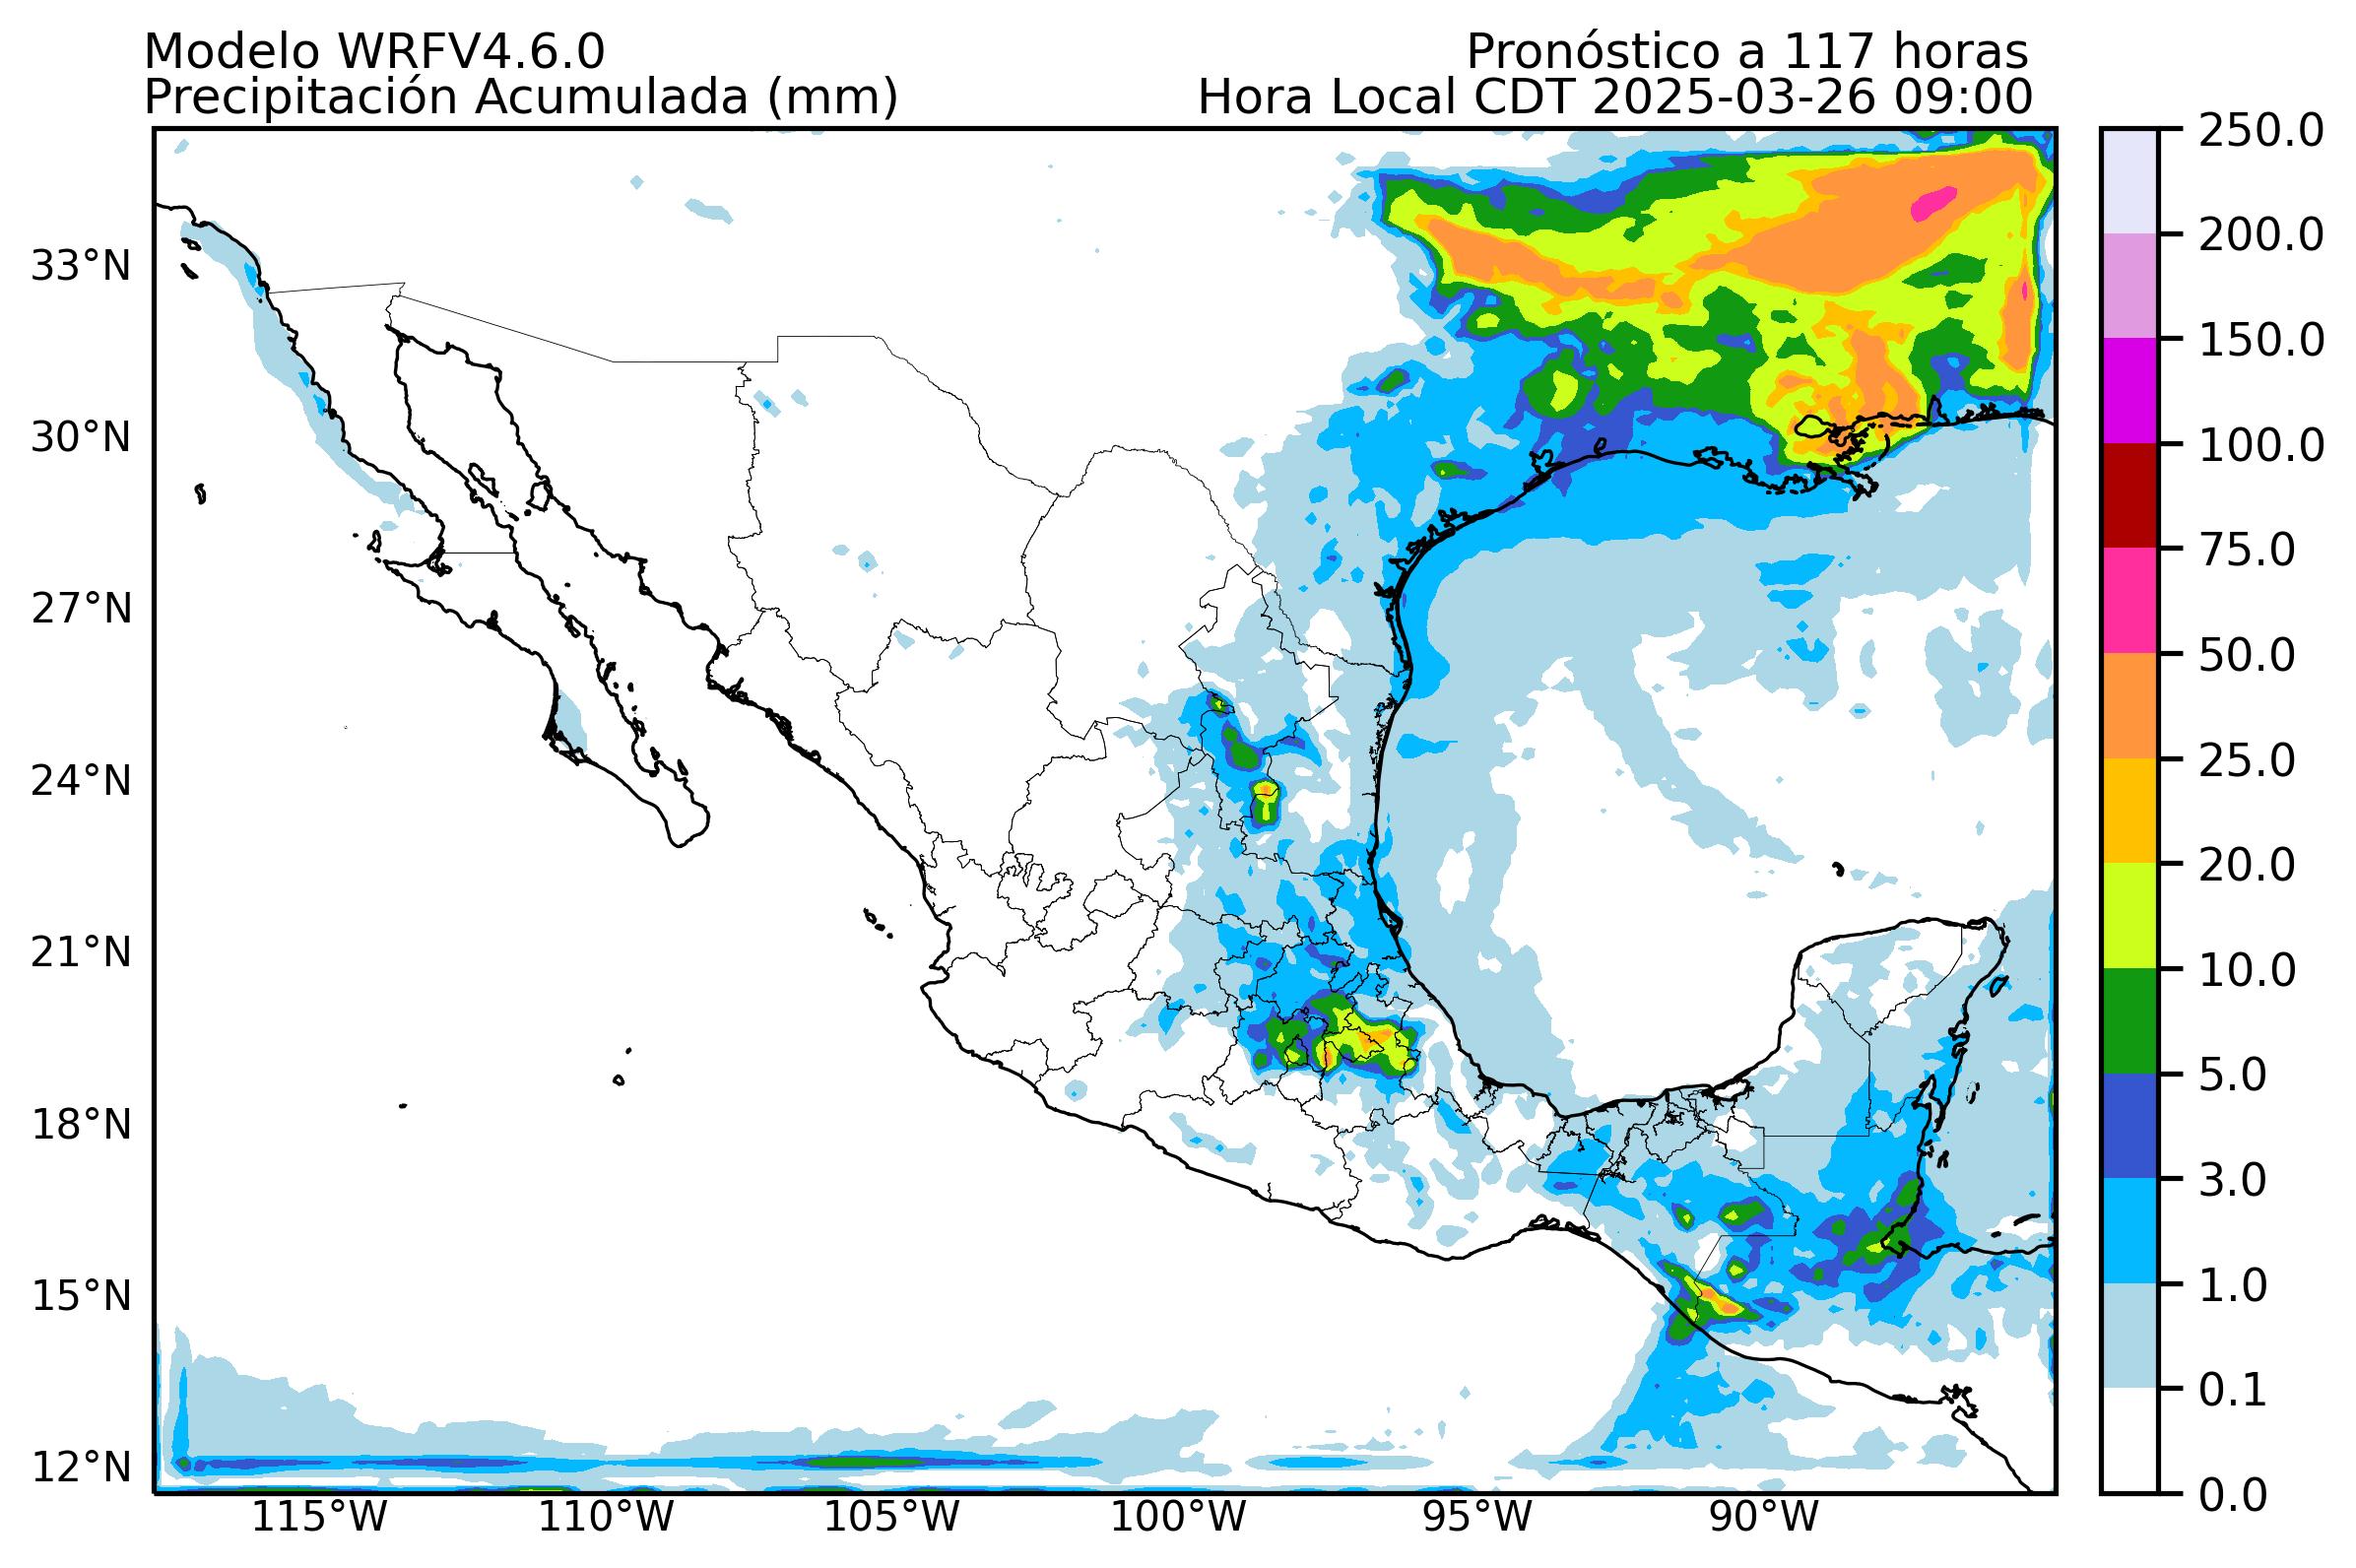 Modelo WRFV4.6.0
Pronóstico a 117 horas
Precipitación Acumulada (mm)
Hora Local CDT 2025-03-26 09:00
33°N
30°N
27°N
24°N
21°N
18°N
15°N
12°N
115°W
110°W
105°W
100°W
95°W
90°W
250.0
200.0
150.0
100.0
75.0
50.0
25.0
20.0
10.0
5.0
3.0
1.0
0.1
0.0